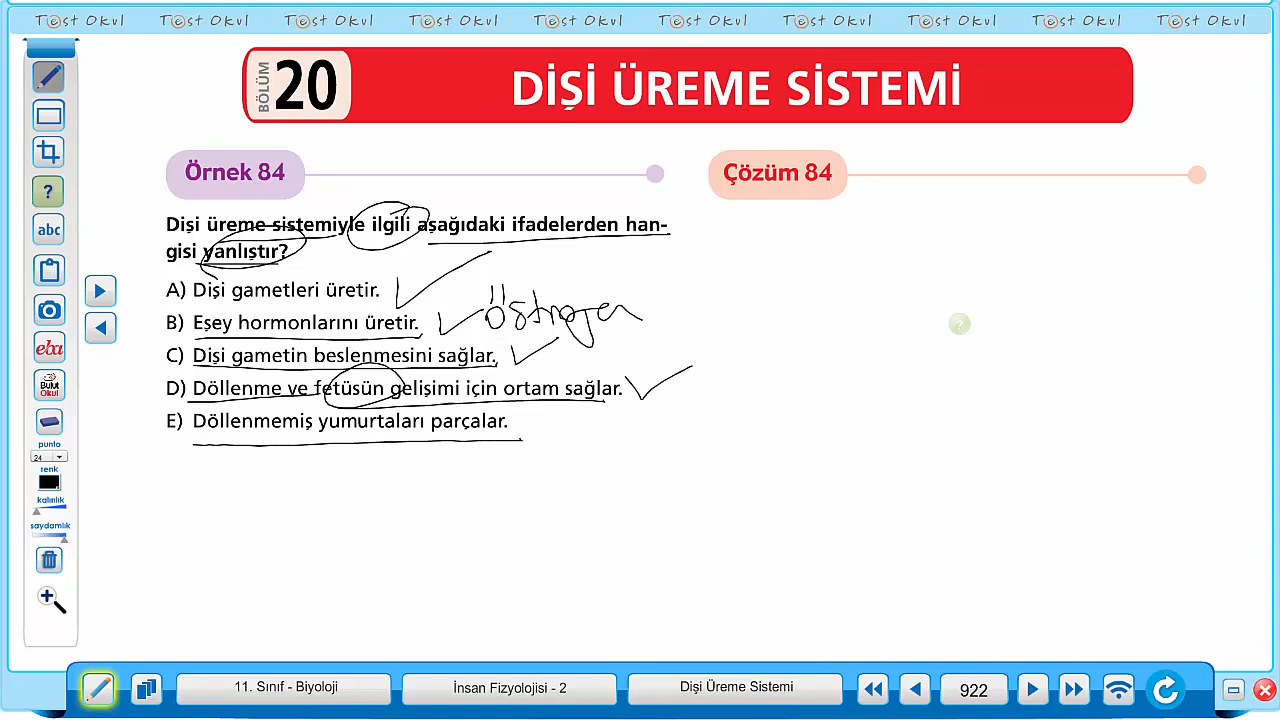 Test Okul Test Okul Test Okul Test Okul Test Okul Test Okul Test Okul Test Okul Test Okul Test Okul
BÖLÜM 20 DİŞİ ÜREME SİSTEMİ
Örnek 84
Dişi üreme sistemiyle ilgili aşağıdaki ifadelerden han-
gisi yanlıştır?
A) Dişi gametleri üretir.
B) Eşey hormonlarını üretir.
Östrojen
C) Dişi gametin beslenmesini sağlar.
D) Döllenme ve fetüsün gelişimi için ortam sağlar.
E) Döllenmemiş yumurtaları parçalar.
Çözüm 84
?
?
abc
eba
Bulut
Okul
punto
24
renk
kalınlık
saydamlık
11. Sınıf - Biyoloji
İnsan Fizyolojisi - 2
Dişi Üreme Sistemi
922